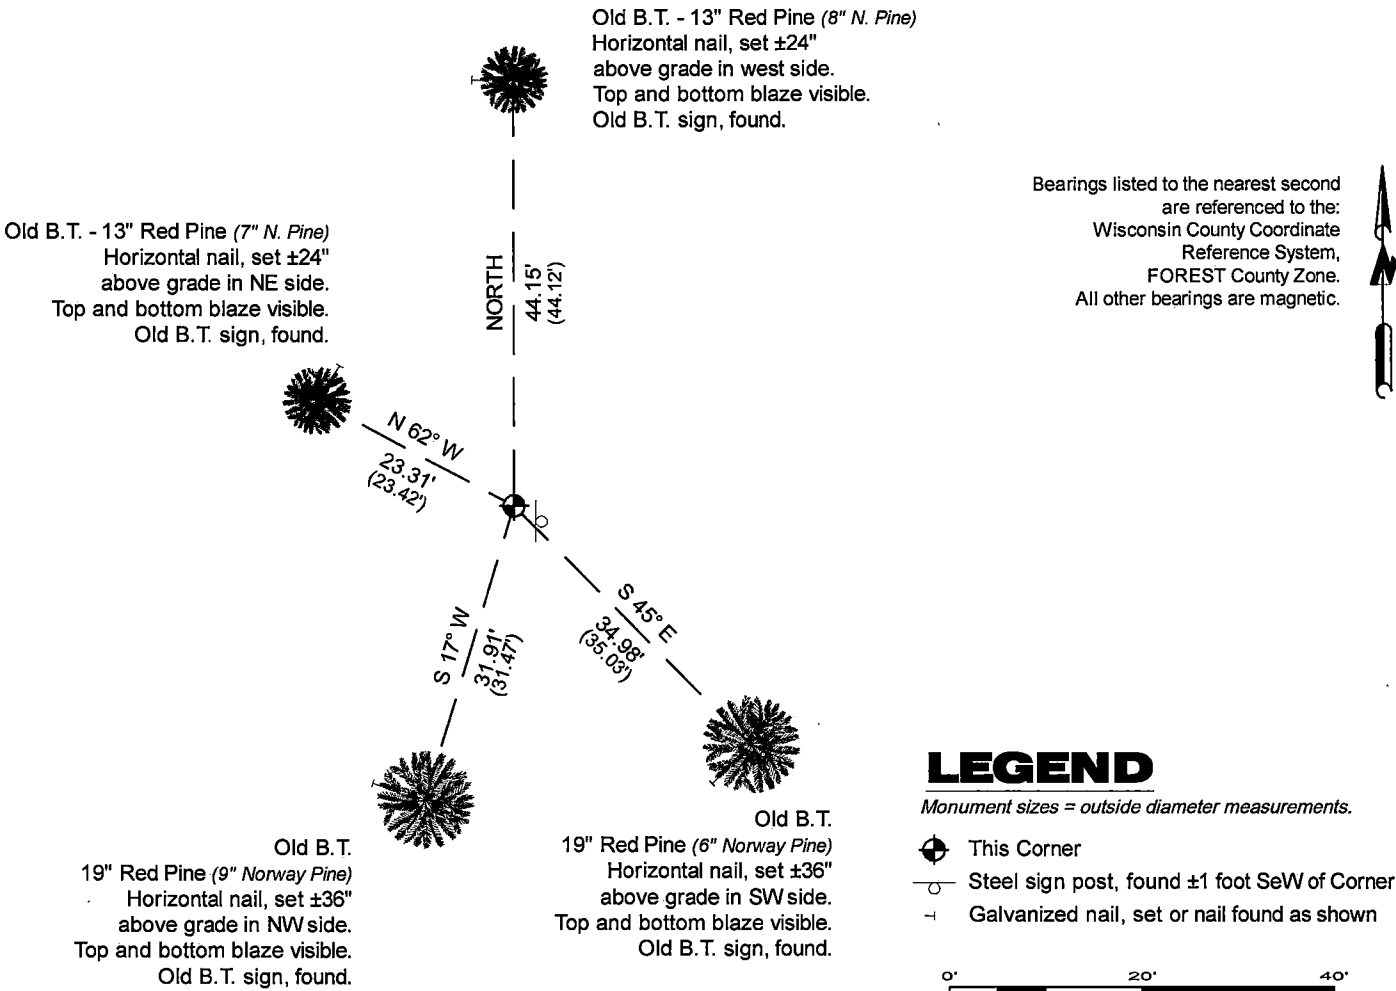 Old B.T. - 13" Red Pine (8" N. Pine)
Horizontal nail, set ±24"
above grade in west side.
Top and bottom blaze visible.
Old B.T. sign, found.
Bearings listed to the nearest second
are referenced to the:
Wisconsin County Coordinate
Reference System,
FOREST County Zone.
All other bearings are magnetic.
Old B.T. - 13" Red Pine (7" N. Pine)
Horizontal nail, set ±24"
above grade in NE side.
Top and bottom blaze visible.
Old B.T. sign, found.
NORTH
44.15'
(44.12')
N 62° W
23.31'
(23.42')
S 17° W
31.91'
(31.47')
S 45° E
34.98'
(35.03')
Old B.T.
19" Red Pine (9" Norway Pine)
Horizontal nail, set ±36"
above grade in NW side.
Top and bottom blaze visible.
Old B.T. sign, found.
Old B.T.
19" Red Pine (6" Norway Pine)
Horizontal nail, set ±36"
above grade in SW side.
Top and bottom blaze visible.
Old B.T. sign, found.
LEGEND
Monument sizes = outside diameter measurements.
This Corner
Steel sign post, found ±1 foot SeW of Corner
Galvanized nail, set or nail found as shown
0' 20' 40'